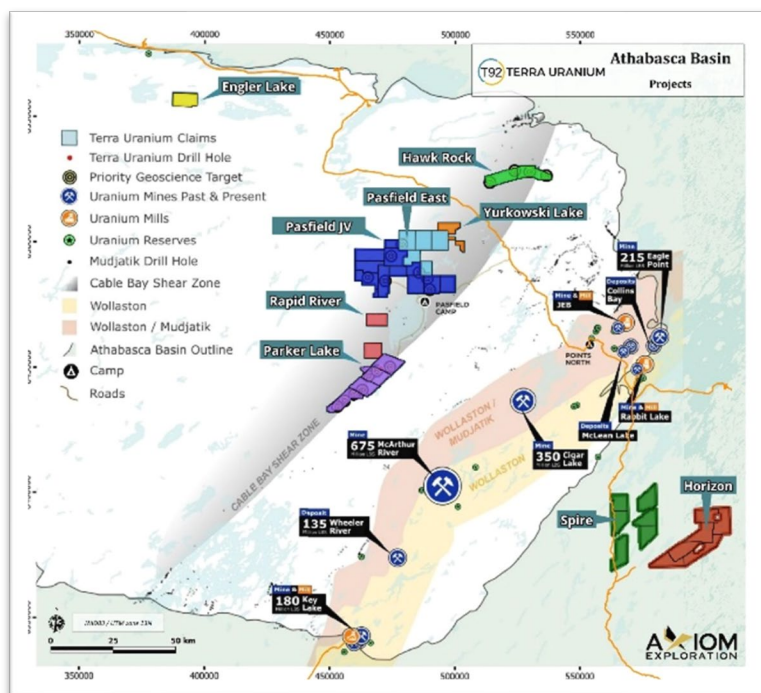 400000 450000 500000 550000
T92 TERRA URANIUM
Athabasca Basin
Projects
Engler Lake
Terra Uranium Claims
Terra Uranium Drill Hole
Priority Geoscience Target
Uranium Mines Past & Present
Uranium Mills
Uranium Reserves
Mudjatik Drill Hole
Cable Bay Shear Zone
Wollaston
Wollaston / Mudjatik
Athabasca Basin Outline
Camp
Roads
Hawk Rock
Pasfield East
Yurkowski Lake
Pasfield JV
PASFIELD CAMP
Rapid River
Parker Lake
CABLE BAY SHEAR ZONE
Mine
215 Eagle Point
Deposits
Collins Bay
Mine & Mill
JEB
POINTS NORTH
Mine & Mill
Rabbit Lake
Deposits
McLean Lake
WOLLASTON / MUDJATIK
WOLLASTON
Mine
675 McArthur River
Mine
350 Cigar Lake
Deposit
135 Wheeler River
Mine & Mill
180 Key Lake
Spire
Horizon
0 25 50 km
AXIOM
EXPLORATION
350000 400000 450000 500000 550000